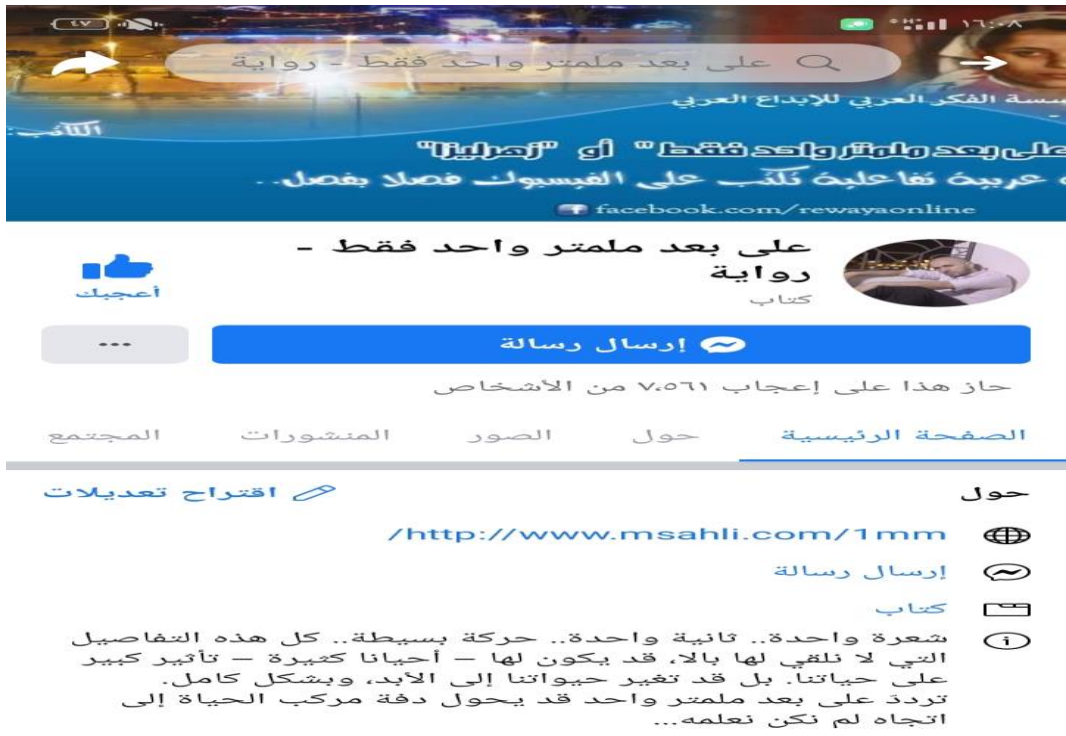 ١٦:٠٨
٤٧
على بعد ملمتر واحد فقط - رواية
سسة الفكر العربي للإبداع العربي
الكاتب:
على بعد ملمتر واحد فقط" أو "زهرليزا"
عربية تفاعلية تُكتب على الفيسبوك فصلا بفصل..
facebook.com/rewayaonline
على بعد ملمتر واحد فقط -
رواية
كتاب
أعجبك
إرسال رسالة
حاز هذا على إعجاب ٧،٥٦١ من الأشخاص
الصفحة الرئيسية حول الصور المنشورات المجتمع
حول اقتراح تعديلات
http://www.msahli.com/1mm/
إرسال رسالة
كتاب
شعرة واحدة.. ثانية واحدة.. حركة بسيطة.. كل هذه التفاصيل
التي لا نلقي لها بالا، قد يكون لها – أحيانا كثيرة – تأثير كبير
على حياتنا. بل قد تغير حيواتنا إلى الأبد، وبشكل كامل.
تردد على بعد ملمتر واحد قد يحول دفة مركب الحياة إلى
اتجاه لم نكن نعلمه...